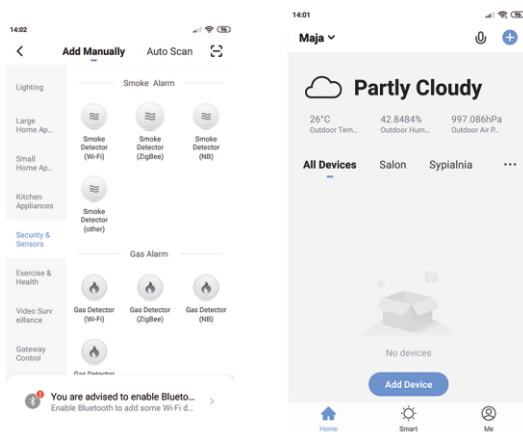 14:02
Add Manually
Auto Scan
Lighting
Large
Home Ap...
Small
Home Ap...
Kitchen
Appliances
Security &
Sensors
Exercise &
Health
Video Surv
eillance
Gateway
Control
Smoke Alarm
Smoke
Detector
(Wi-Fi)
Smoke
Detector
(ZigBee)
Smoke
Detector
(NB)
Smoke
Detector
(other)
Gas Alarm
Gas Detector
(Wi-Fi)
Gas Detector
(ZigBee)
Gas Detector
(NB)
Gas Detector
You are advised to enable Blueto...
Enable Bluetooth to add some Wi-Fi d...
14:01
Maja
Partly Cloudy
26°C
Outdoor Tem...
42.8484%
Outdoor Hum...
997.086hPa
Outdoor Air P...
All Devices
Salon
Sypialnia
No devices
Add Device
Home
Smart
Me